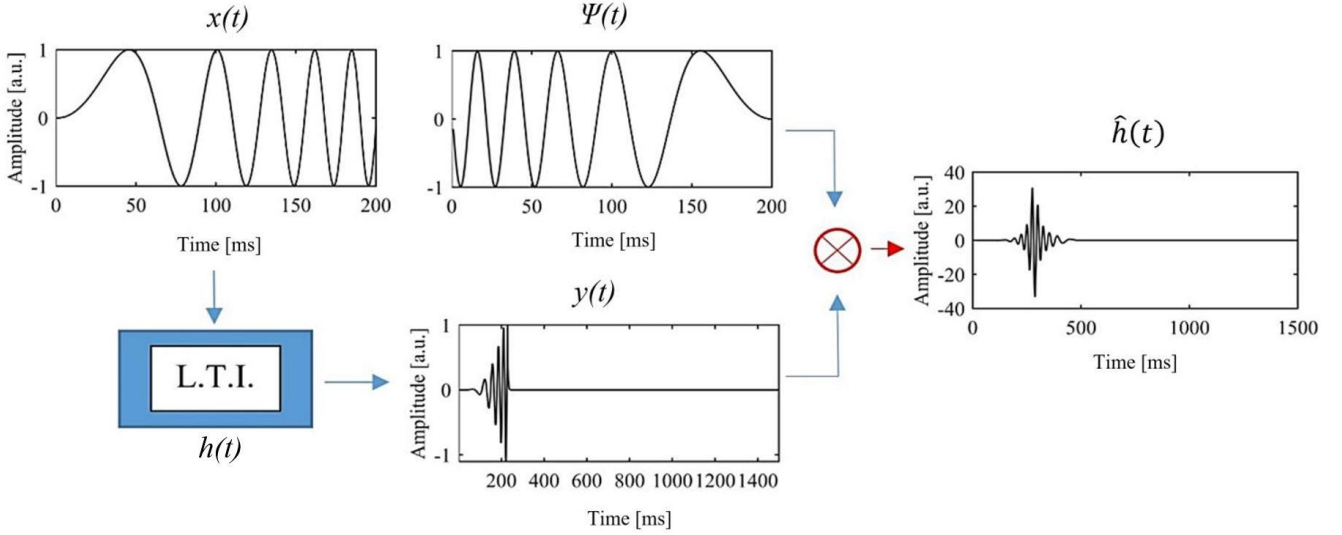 x(t)
Amplitude [a.u.]
1
0
-1
0 50 100 150 200
Time [ms]
Ψ(t)
1
0
-1
0 50 100 150 200
Time [ms]
L.T.I.
h(t)
y(t)
Amplitude [a.u.]
1
0
-1
200 400 600 800 1000 1200 1400
Time [ms]
ĥ(t)
Amplitude [a.u.]
40
20
0
-20
-40
0 500 1000 1500
Time [ms]